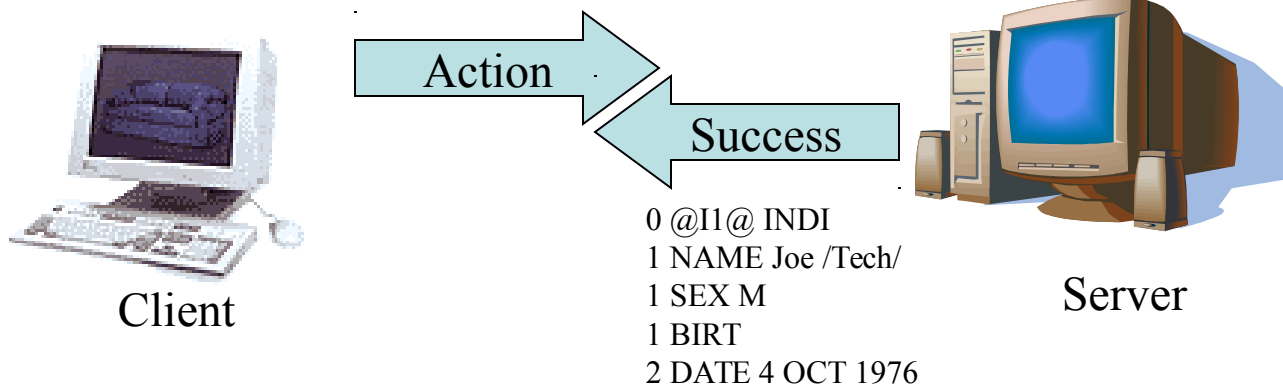 Action
Success
0 @I1@ INDI
1 NAME Joe /Tech/
1 SEX M
1 BIRT
2 DATE 4 OCT 1976
Client
Server